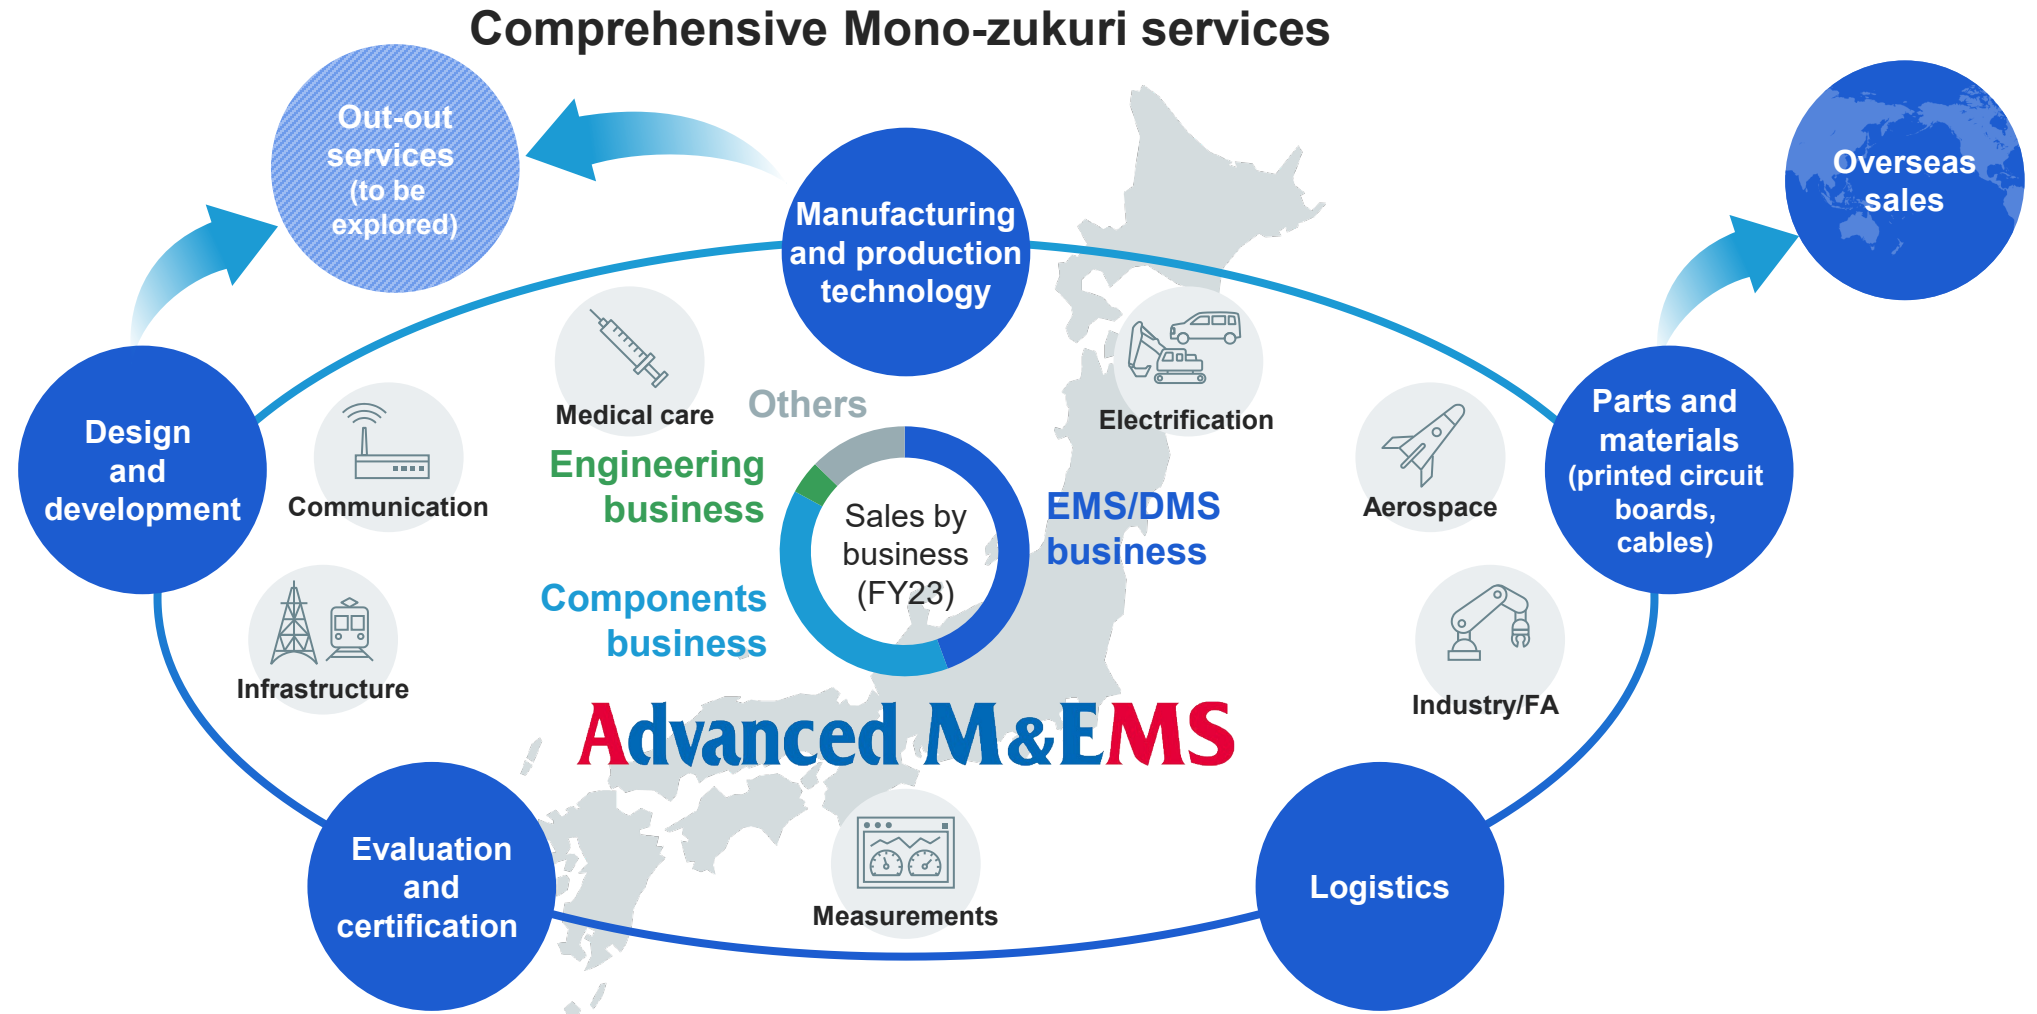 Comprehensive Mono-zukuri services
Out-out
services
(to be
explored)
Manufacturing
and production
technology
Overseas
sales
Design
and
development
Communication
Medical care
Infrastructure
Others
Engineering
business
Components
business
Sales by
business
(FY23)
EMS/DMS
business
Electrification
Aerospace
Industry/FA
Parts and
materials
(printed circuit
boards,
cables)
Advanced M&EMS
Evaluation
and
certification
Measurements
Logistics